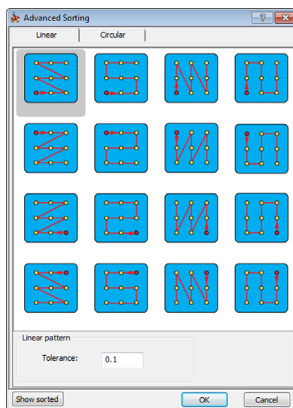 Advanced Sorting
Linear Circular
Linear pattern
Tolerance: 0.1
Show sorted OK Cancel